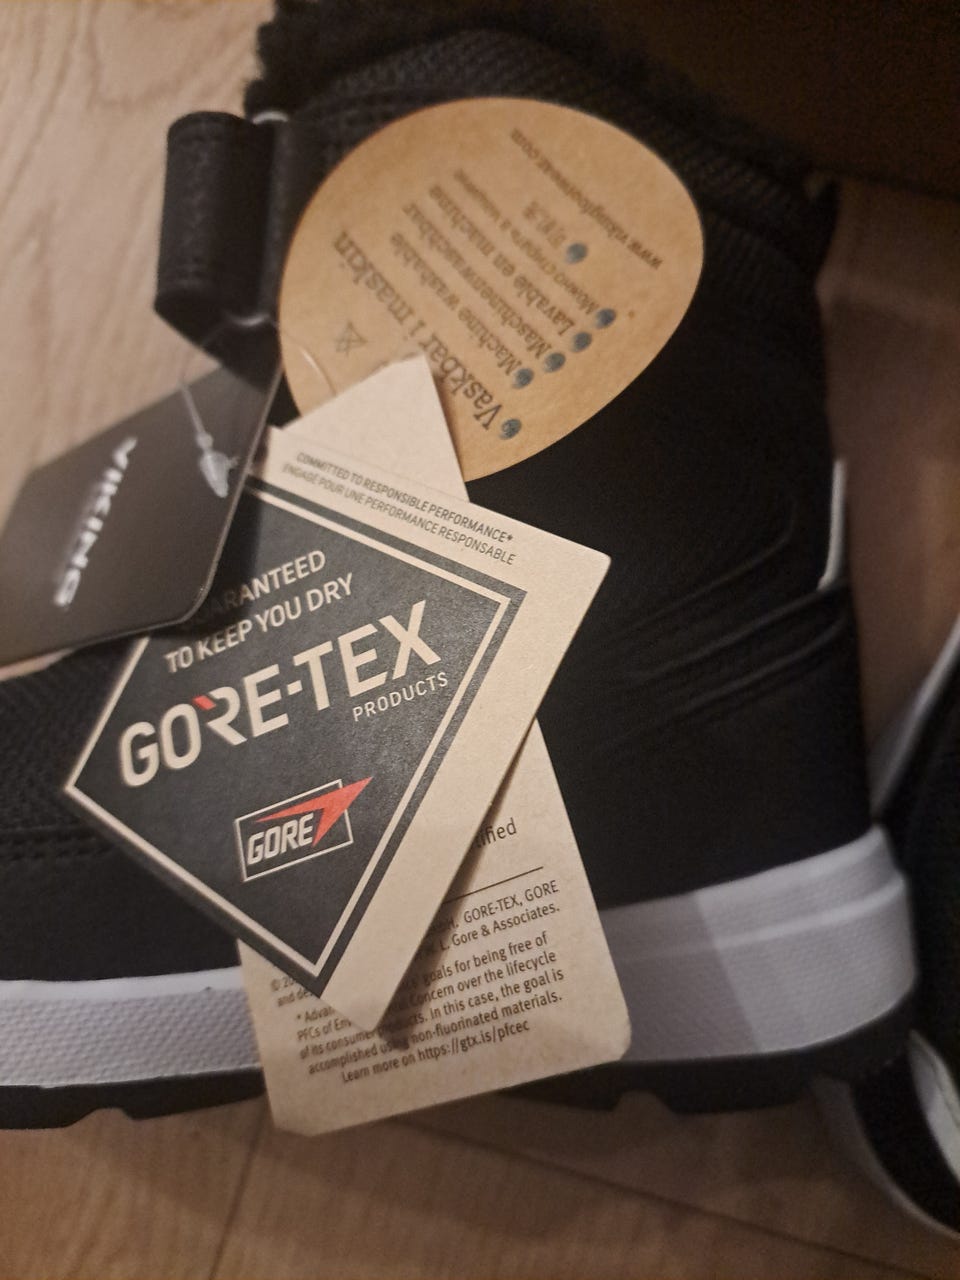 www.vikingfootwear.com
Vaskbar i maskin
Machine washable
Maschinenwaschbar
Lavable en machine
VIKING
COMMITTED TO RESPONSIBLE PERFORMANCE*
ENGAGÉ POUR UNE PERFORMANCE RESPONSABLE
TO KEEP YOU DRY
GORE-TEX
PRODUCTS
GORE
GORE-TEX, GORE
L. Gore & Associates.
goals for being free of
PFCs of Concern over the lifecycle
of its consumer products. In this case, the goal is
accomplished using non-fluorinated materials.
Learn more on https://gtx.is/pfcec